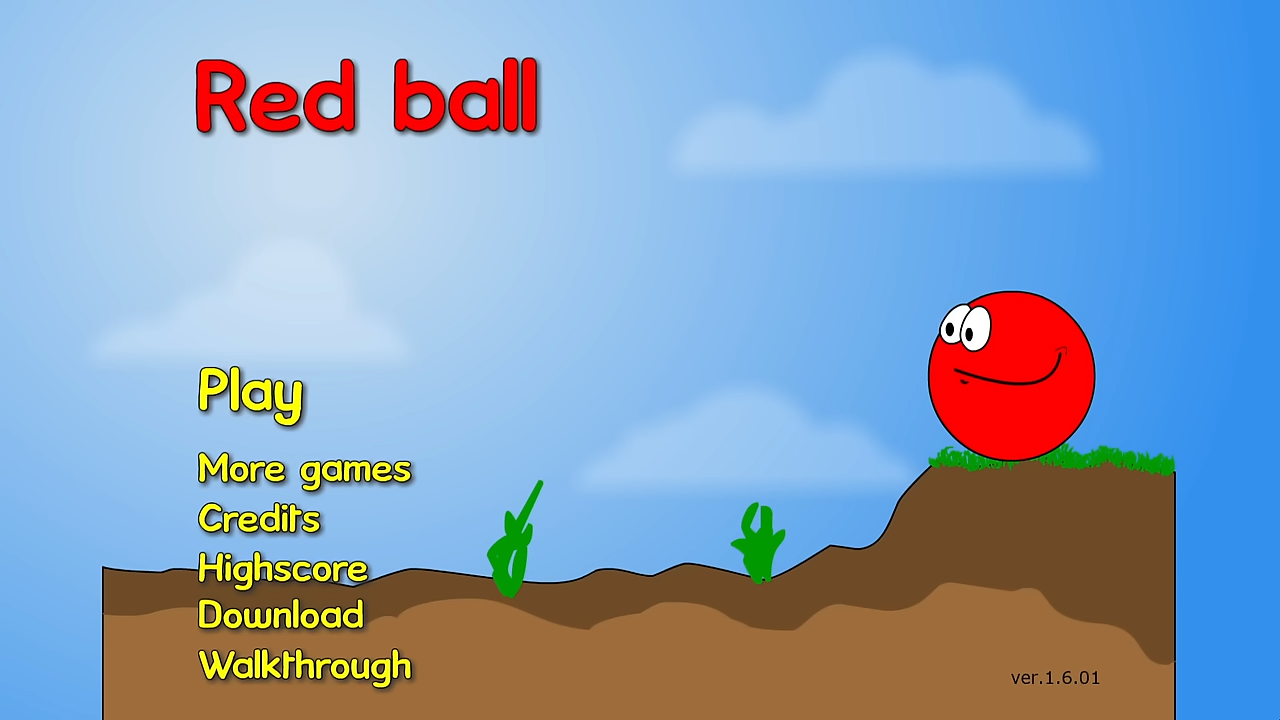 Red ball
Play
More games
Credits
Highscore
Download
Walkthrough
ver.1.6.01